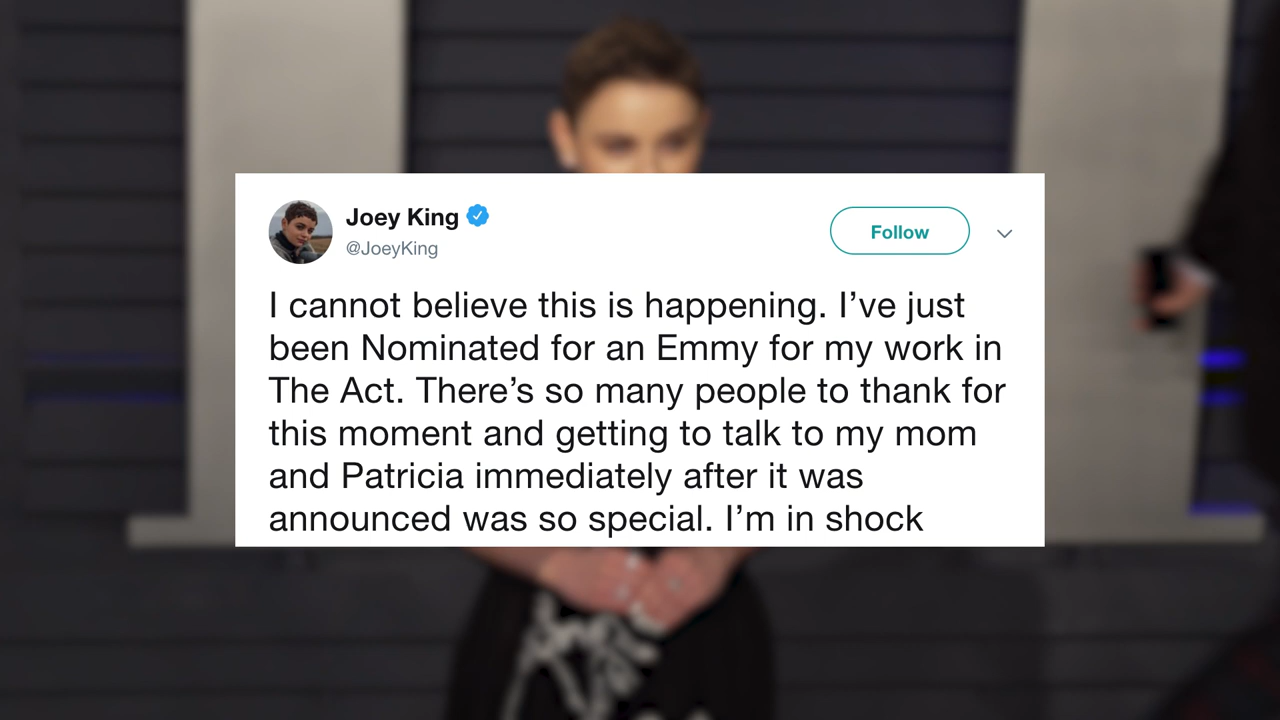 Joey King
@JoeyKing
Follow
I cannot believe this is happening. I’ve just
been Nominated for an Emmy for my work in
The Act. There’s so many people to thank for
this moment and getting to talk to my mom
and Patricia immediately after it was
announced was so special. I’m in shock